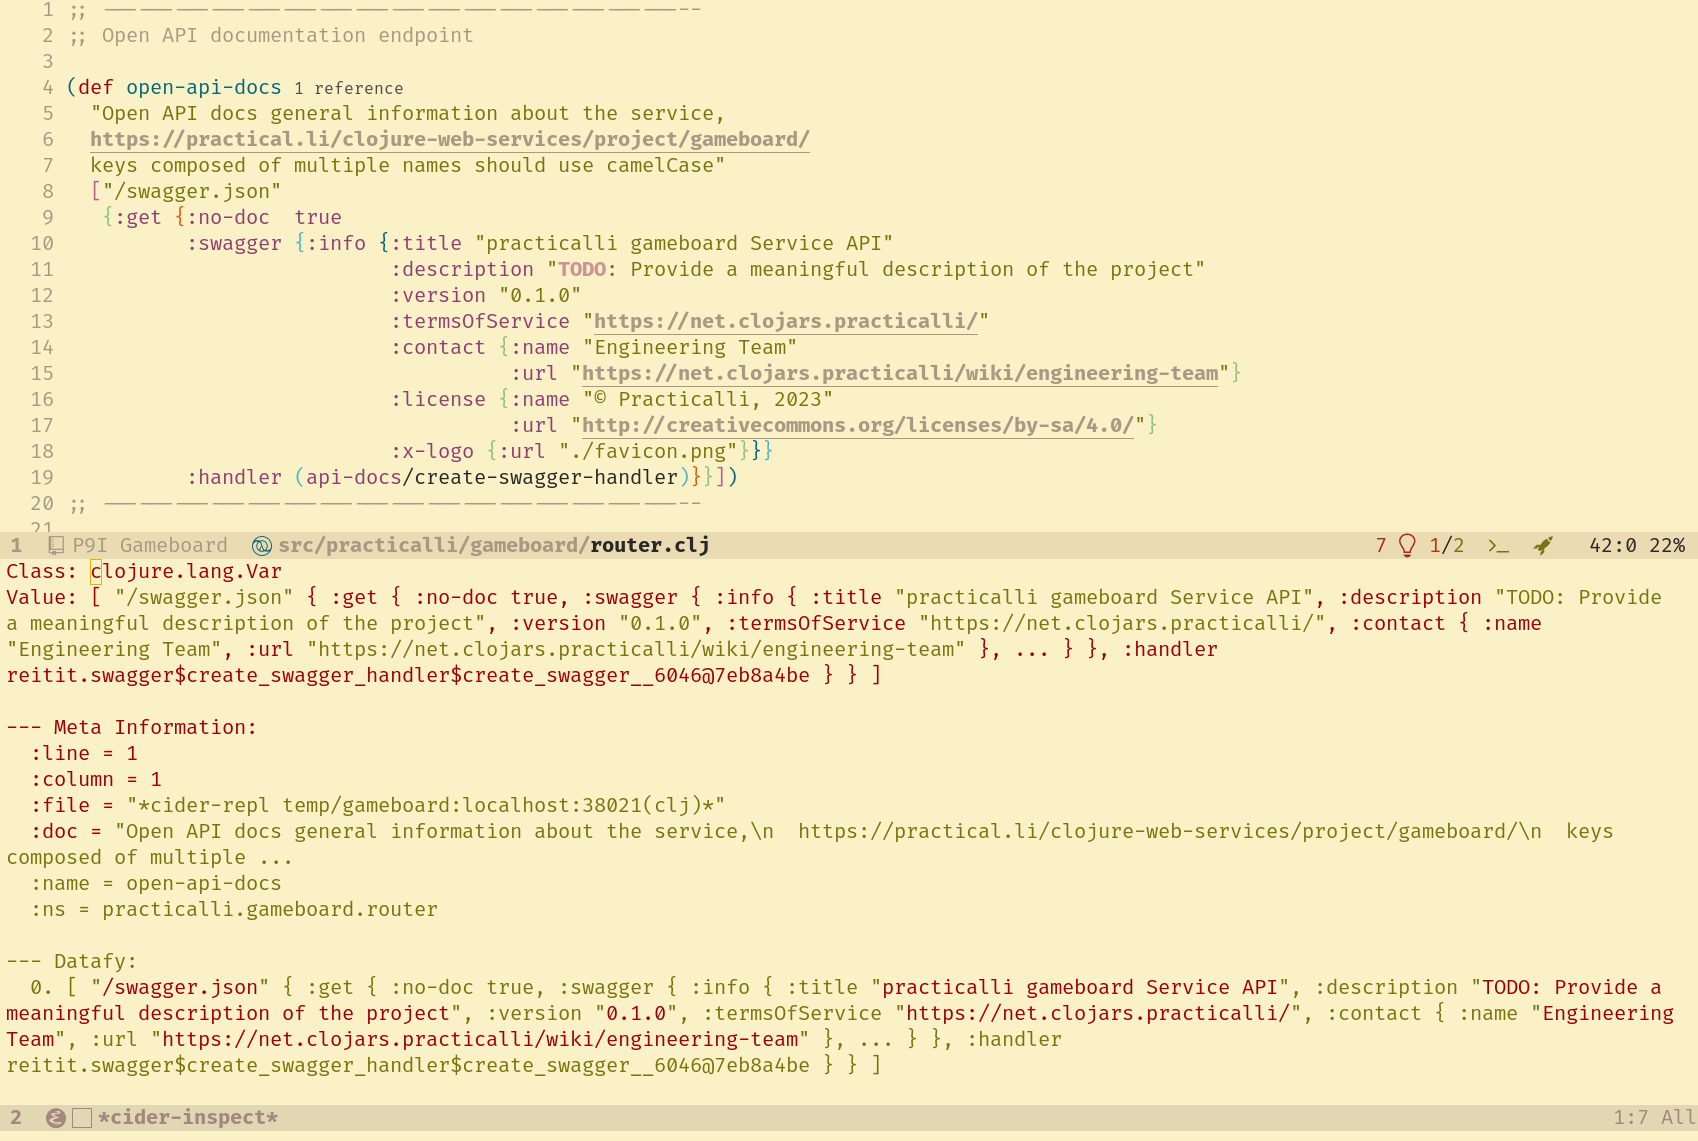 1 ;; ------------------------------------------------
2 ;; Open API documentation endpoint
3
4 (def open-api-docs 1 reference
5   "Open API docs general information about the service,
6   https://practical.li/clojure-web-services/project/gameboard/
7   keys composed of multiple names should use camelCase"
8   ["/swagger.json"
9    {:get {:no-doc  true
10          :swagger {:info {:title "practicalli gameboard Service API"
11                           :description "TODO: Provide a meaningful description of the project"
12                           :version "0.1.0"
13                           :termsOfService "https://net.clojars.practicalli/"
14                           :contact {:name "Engineering Team"
15                                     :url "https://net.clojars.practicalli/wiki/engineering-team"}
16                           :license {:name "© Practicalli, 2023"
17                                     :url "http://creativecommons.org/licenses/by-sa/4.0/"}
18                           :x-logo {:url "./favicon.png"}}}
19          :handler (api-docs/create-swagger-handler)}}])
20 ;; ------------------------------------------------
21
1 P9I Gameboard src/practicalli/gameboard/router.clj 7 1/2 >_ 42:0 22%
Class: clojure.lang.Var
Value: [ "/swagger.json" { :get { :no-doc true, :swagger { :info { :title "practicalli gameboard Service API", :description "TODO: Provide
a meaningful description of the project", :version "0.1.0", :termsOfService "https://net.clojars.practicalli/", :contact { :name
"Engineering Team", :url "https://net.clojars.practicalli/wiki/engineering-team" }, ... } }, :handler
reitit.swagger$create_swagger_handler$create_swagger__6046@7eb8a4be } } ]
--- Meta Information:
  :line = 1
  :column = 1
  :file = "*cider-repl temp/gameboard:localhost:38021(clj)*"
  :doc = "Open API docs general information about the service,\n  https://practical.li/clojure-web-services/project/gameboard/\n  keys
composed of multiple ...
  :name = open-api-docs
  :ns = practicalli.gameboard.router
--- Datafy:
  0. [ "/swagger.json" { :get { :no-doc true, :swagger { :info { :title "practicalli gameboard Service API", :description "TODO: Provide a
meaningful description of the project", :version "0.1.0", :termsOfService "https://net.clojars.practicalli/", :contact { :name "Engineering
Team", :url "https://net.clojars.practicalli/wiki/engineering-team" }, ... } }, :handler
reitit.swagger$create_swagger_handler$create_swagger__6046@7eb8a4be } } ]
2 *cider-inspect* 1:7 All